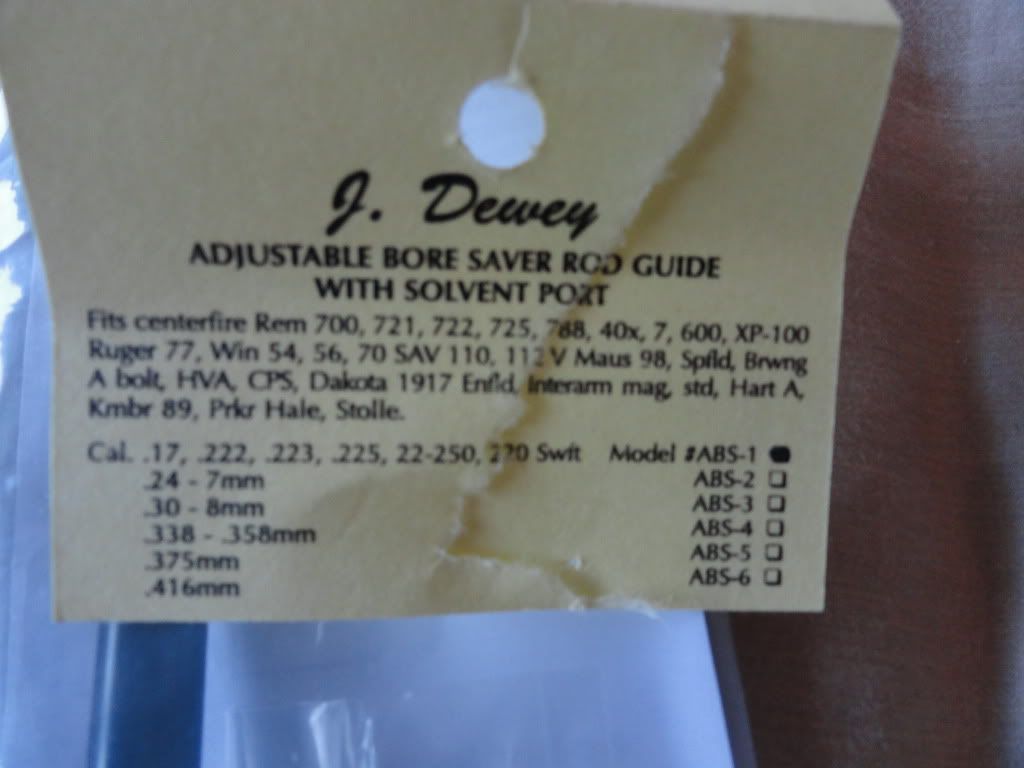 J. Dewey
ADJUSTABLE BORE SAVER ROD GUIDE
WITH SOLVENT PORT
Fits centerfire Rem 700, 721, 722, 725, 788, 40x, 7, 600, XP-100
Ruger 77, Win 54, 56, 70 SAV 110, 112 V Maus 98, Spfld, Brwng
A bolt, HVA, CPS, Dakota 1917 Enfld, Interarm mag, std, Hart A,
Kmbr 89, Prkr Hale, Stolle.
Cal. .17, .222, .223, .225, 22-250, 220 Swft Model #ABS-1
.24 - 7mm ABS-2
.30 - 8mm ABS-3
.338 - .358mm ABS-4
.375mm ABS-5
.416mm ABS-6